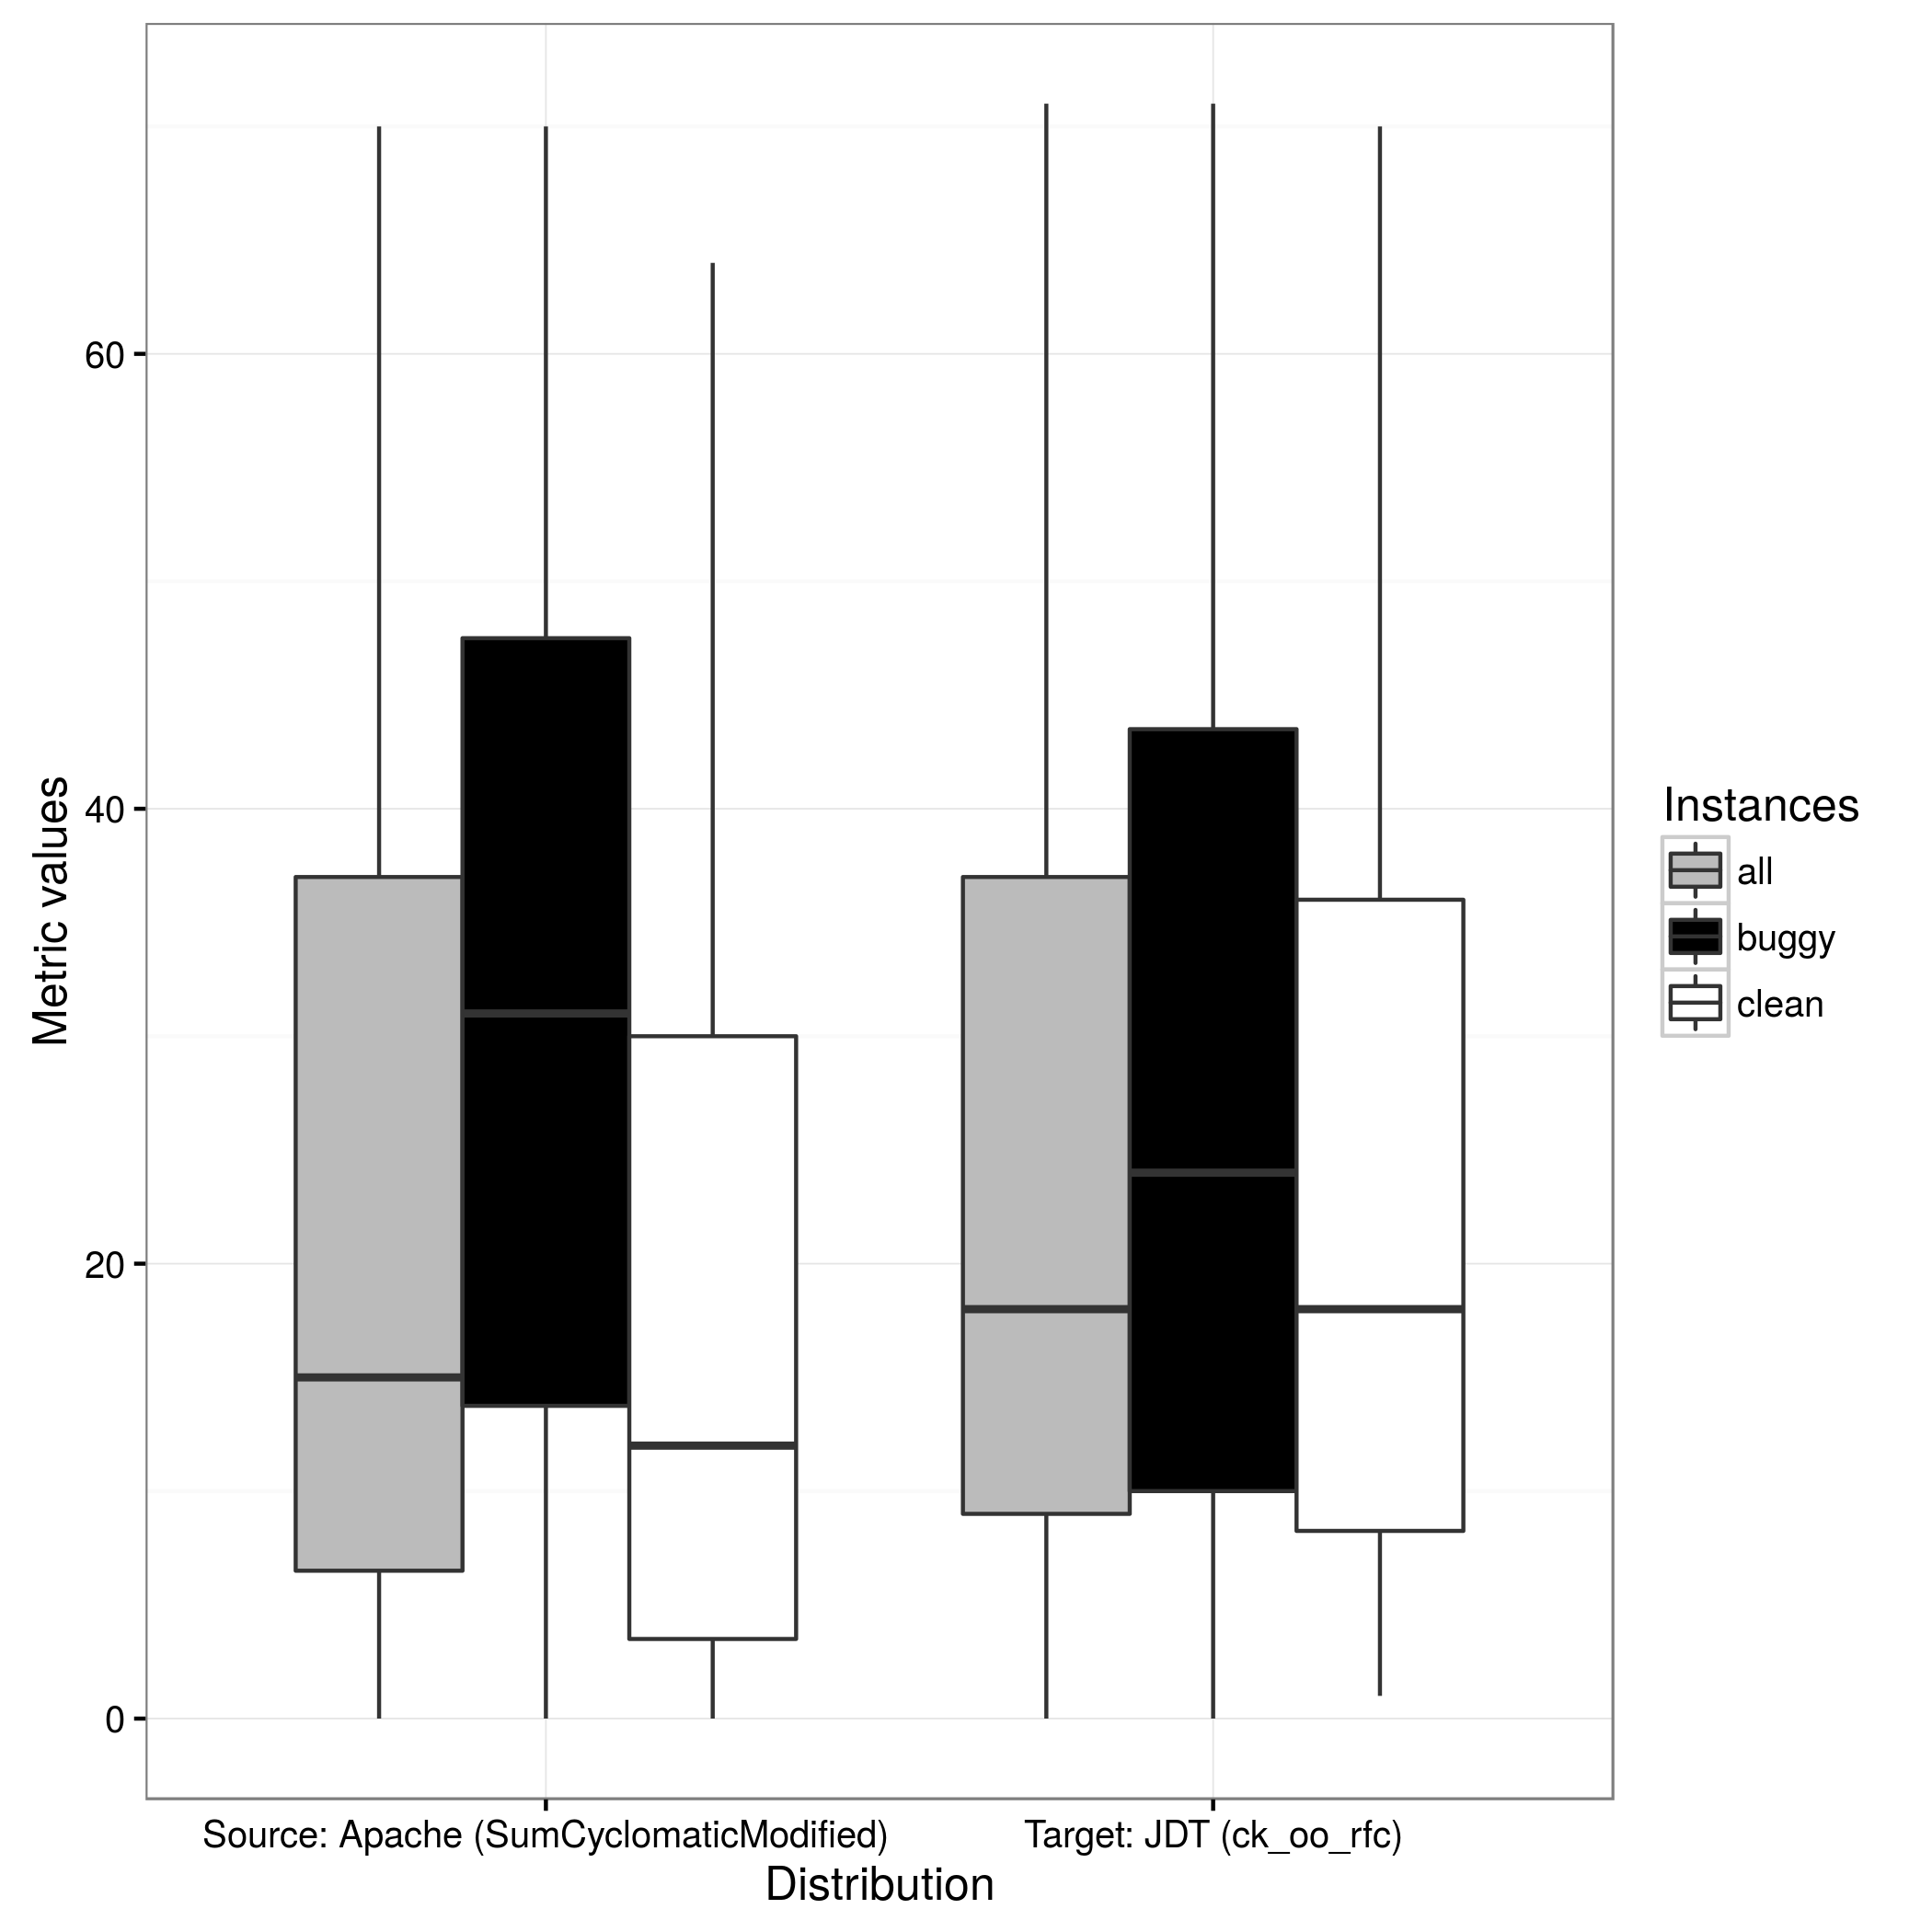 Metric values
60
40
20
0
Source: Apache (SumCyclomaticModified)
Target: JDT (ck_oo_rfc)
Distribution
Instances
all
buggy
clean